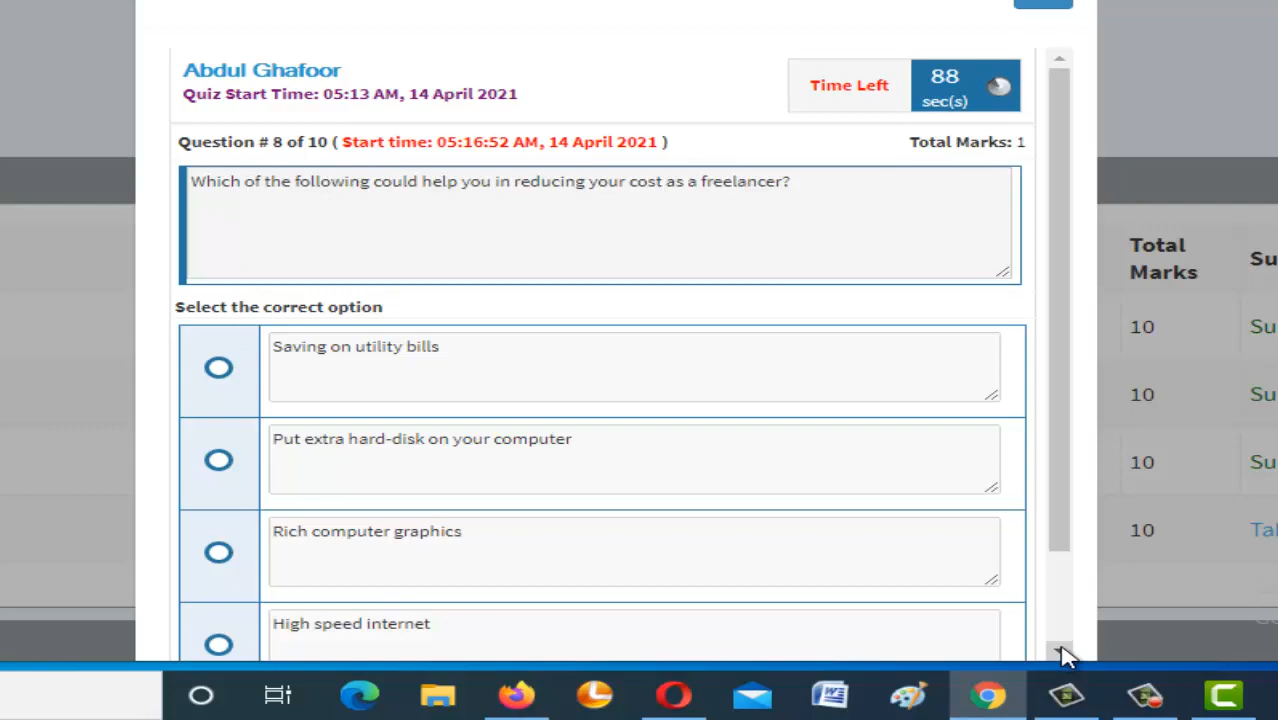 Abdul Ghafoor
Quiz Start Time: 05:13 AM, 14 April 2021
Time Left
88
sec(s)
Question # 8 of 10 ( Start time: 05:16:52 AM, 14 April 2021 )
Total Marks: 1
Which of the following could help you in reducing your cost as a freelancer?
Select the correct option
Saving on utility bills
Put extra hard-disk on your computer
Rich computer graphics
High speed internet
Total
Marks
10
10
10
10